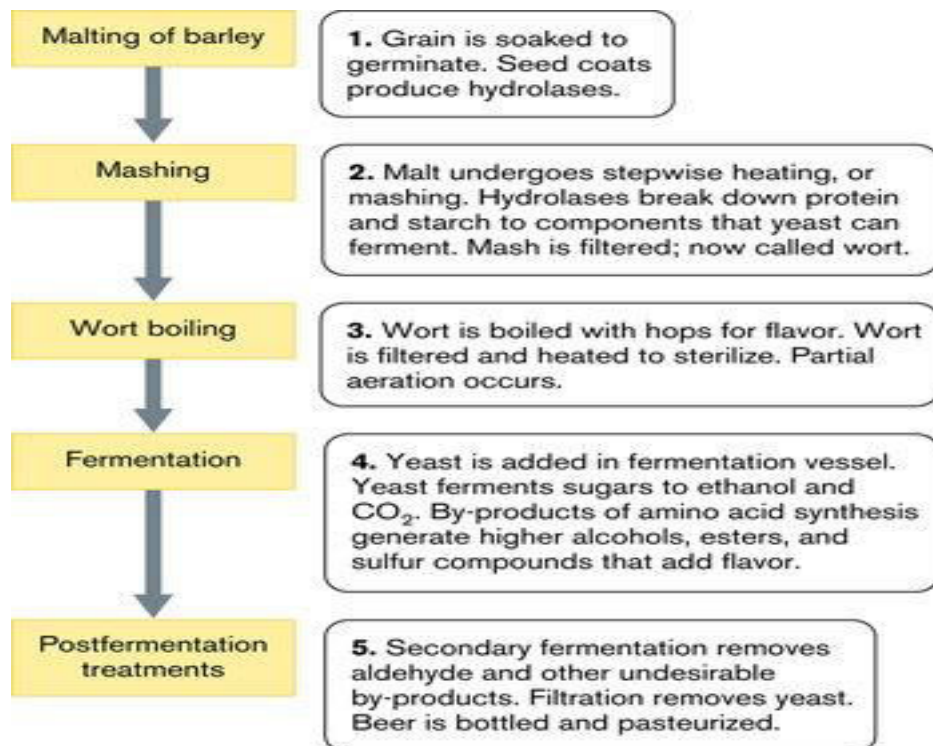 Malting of barley
1. Grain is soaked to
germinate. Seed coats
produce hydrolases.
Mashing
2. Malt undergoes stepwise heating, or
mashing. Hydrolases break down protein
and starch to components that yeast can
ferment. Mash is filtered; now called wort.
Wort boiling
3. Wort is boiled with hops for flavor. Wort
is filtered and heated to sterilize. Partial
aeration occurs.
Fermentation
4. Yeast is added in fermentation vessel.
Yeast ferments sugars to ethanol and
CO₂. By-products of amino acid synthesis
generate higher alcohols, esters, and
sulfur compounds that add flavor.
Postfermentation
treatments
5. Secondary fermentation removes
aldehyde and other undesirable
by-products. Filtration removes yeast.
Beer is bottled and pasteurized.